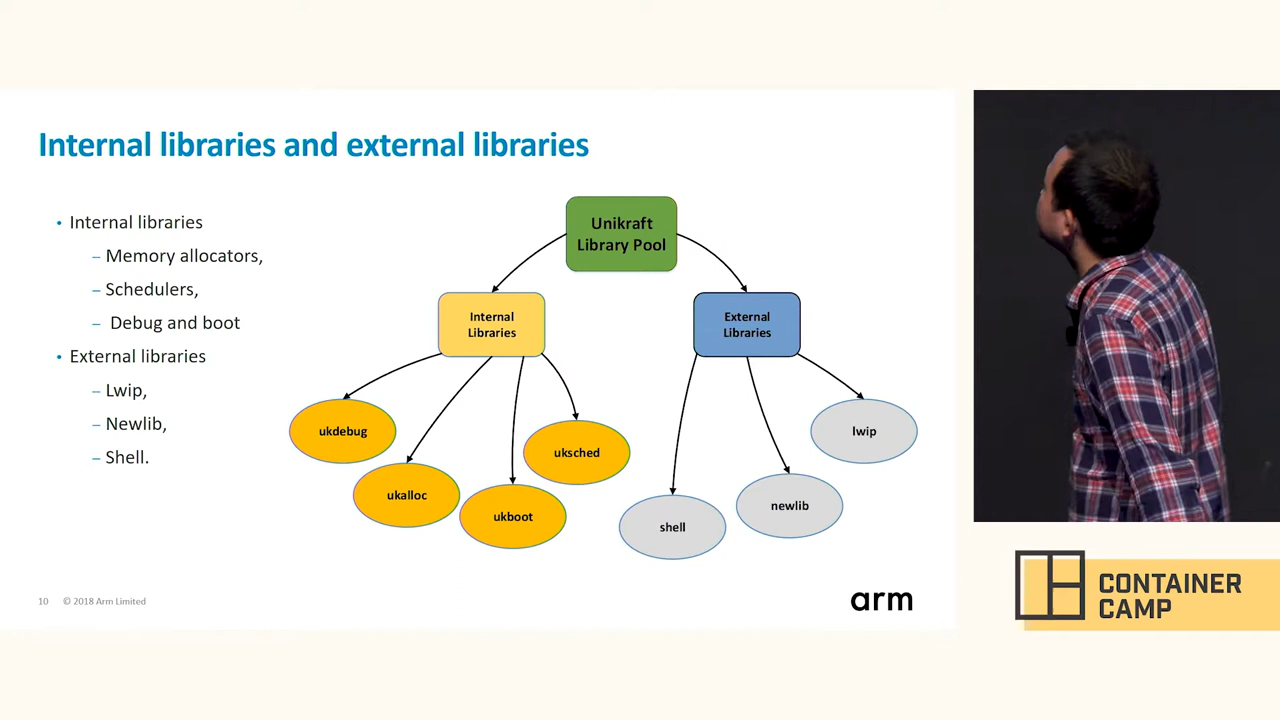 Internal libraries and external libraries
• Internal libraries
– Memory allocators,
– Schedulers,
– Debug and boot
• External libraries
– Lwip,
– Newlib,
– Shell.
Unikraft
Library Pool
Internal
Libraries
External
Libraries
ukdebug
ukalloc
ukboot
uksched
shell
newlib
lwip
10 © 2018 Arm Limited
arm
CONTAINER
CAMP